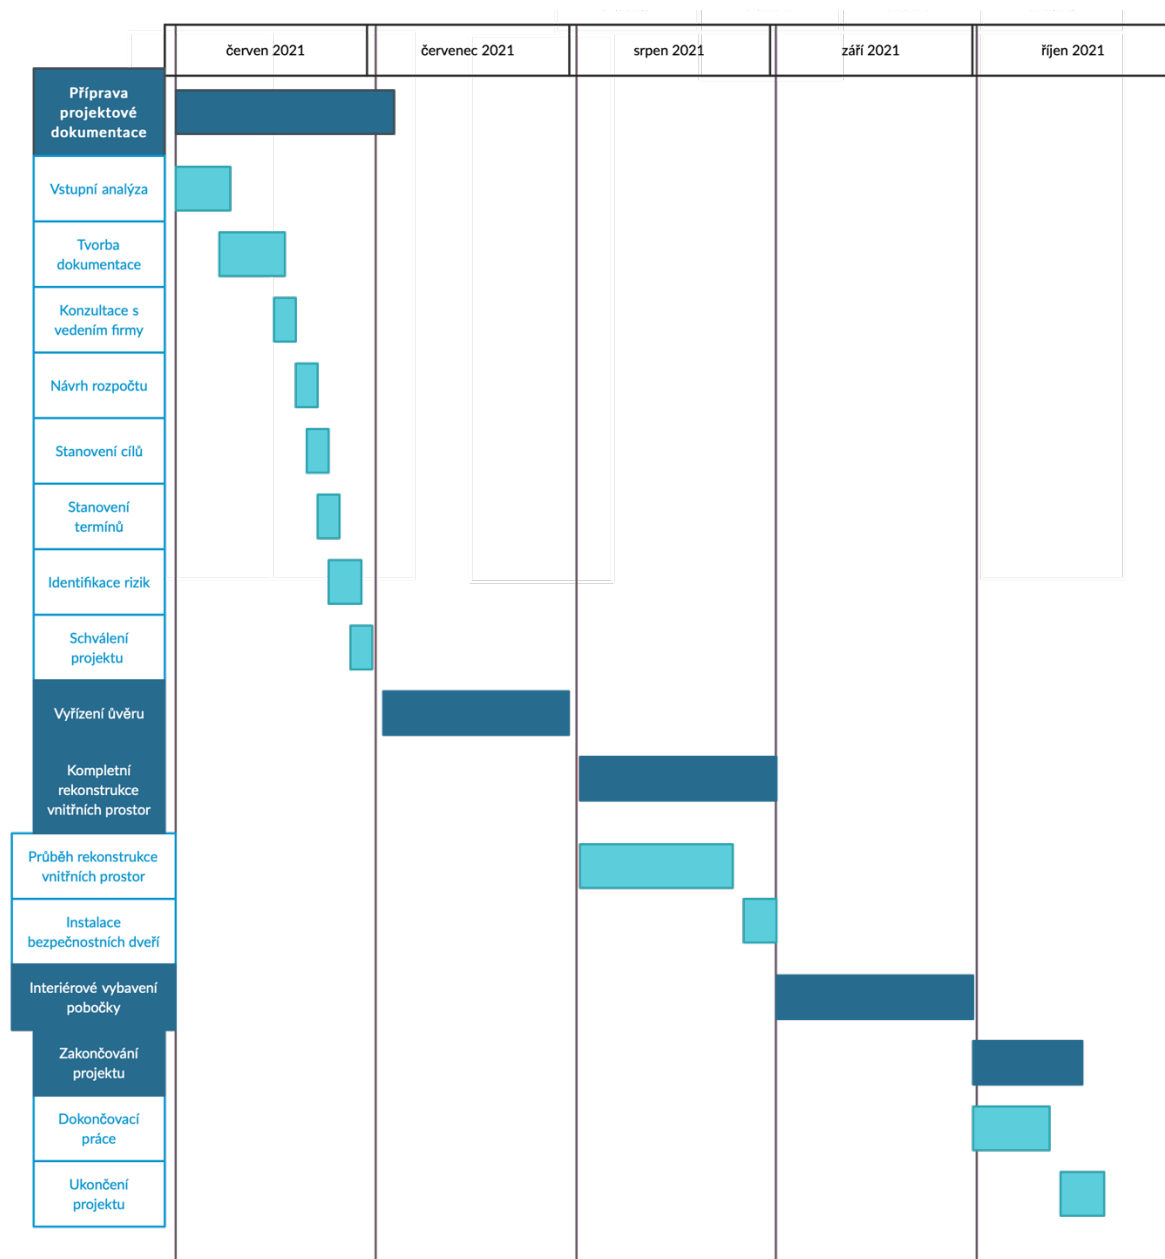 červen 2021
červenec 2021
srpen 2021
září 2021
říjen 2021
Příprava
projektové
dokumentace
Vstupní analýza
Tvorba
dokumentace
Konzultace s
vedením firmy
Návrh rozpočtu
Stanovení cílů
Stanovení
termínů
Identifikace rizik
Schválení
projektu
Vyřízení ůvěru
Kompletní
rekonstrukce
vnitřních prostor
Průběh rekonstrukce
vnitřních prostor
Instalace
bezpečnostních dveří
Interiérové vybavení
pobočky
Zakončování
projektu
Dokončovací
práce
Ukončení
projektu